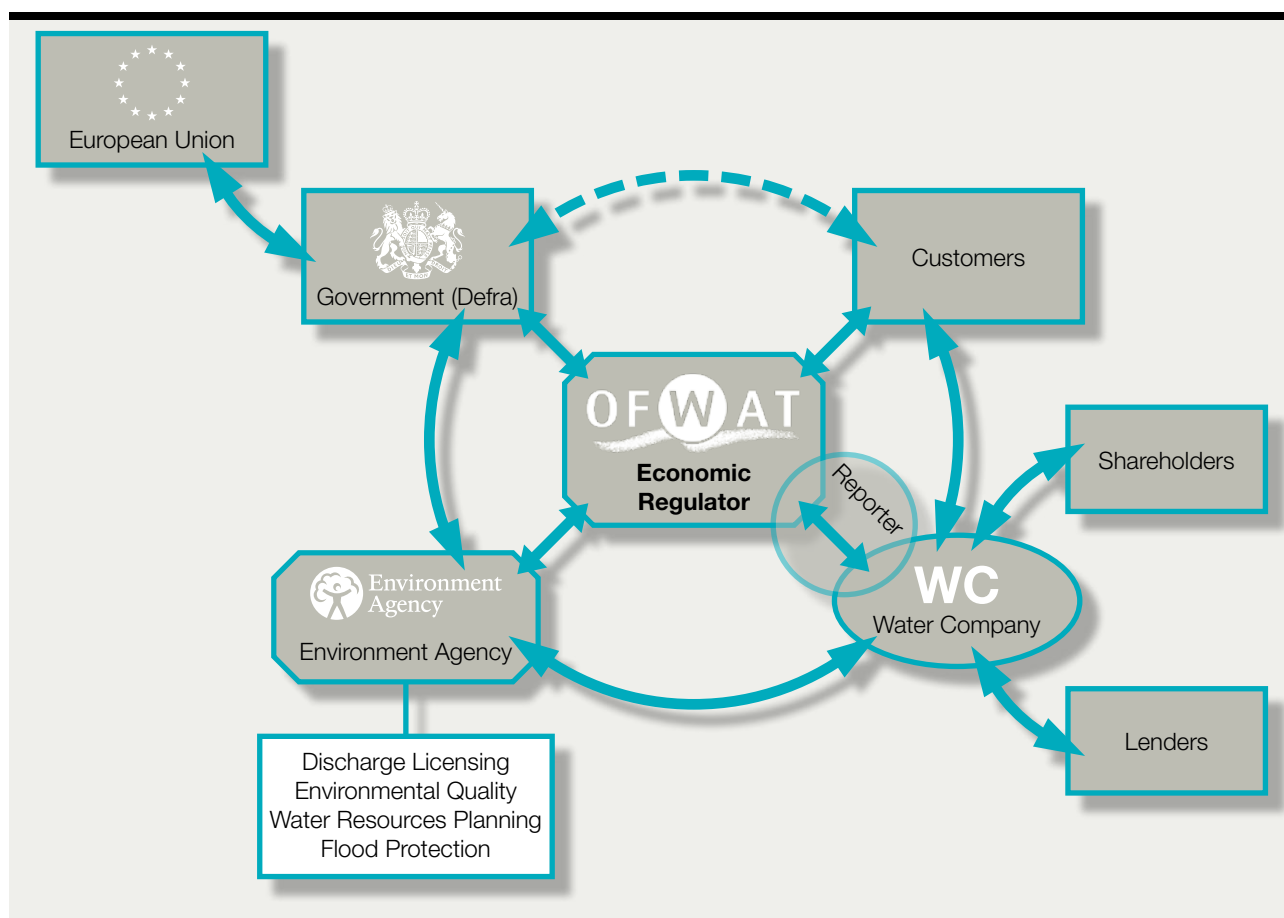 European Union
Government (Defra)
Customers
OFWAT
Economic
Regulator
Reporter
Shareholders
WC
Water Company
Environment
Agency
Environment Agency
Lenders
Discharge Licensing
Environmental Quality
Water Resources Planning
Flood Protection